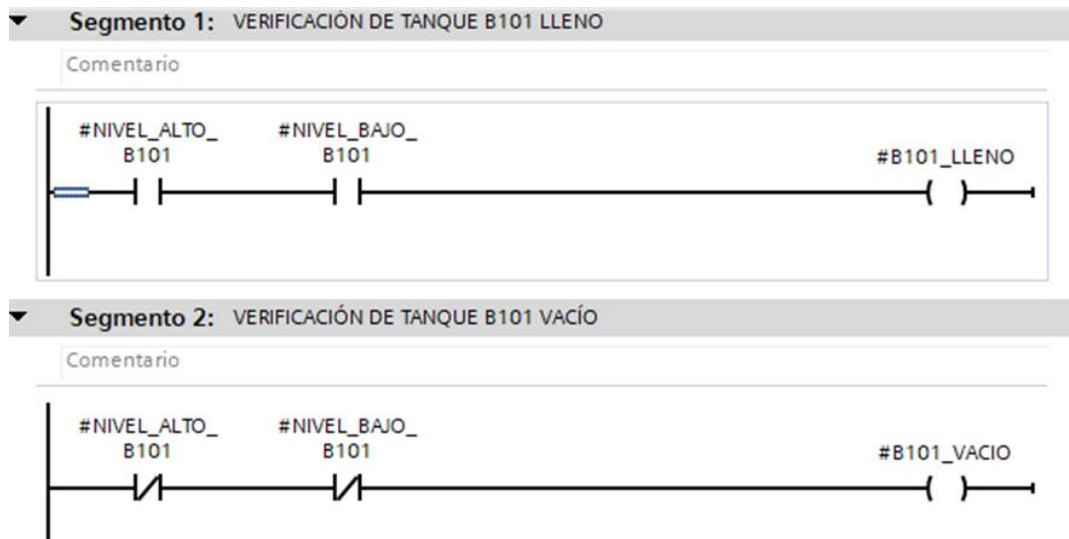 Segmento 1: VERIFICACIÓN DE TANQUE B101 LLENO
Comentario
#NIVEL_ALTO_
B101
#NIVEL_BAJO_
B101
#B101_LLENO
Segmento 2: VERIFICACIÓN DE TANQUE B101 VACÍO
Comentario
#NIVEL_ALTO_
B101
#NIVEL_BAJO_
B101
#B101_VACIO